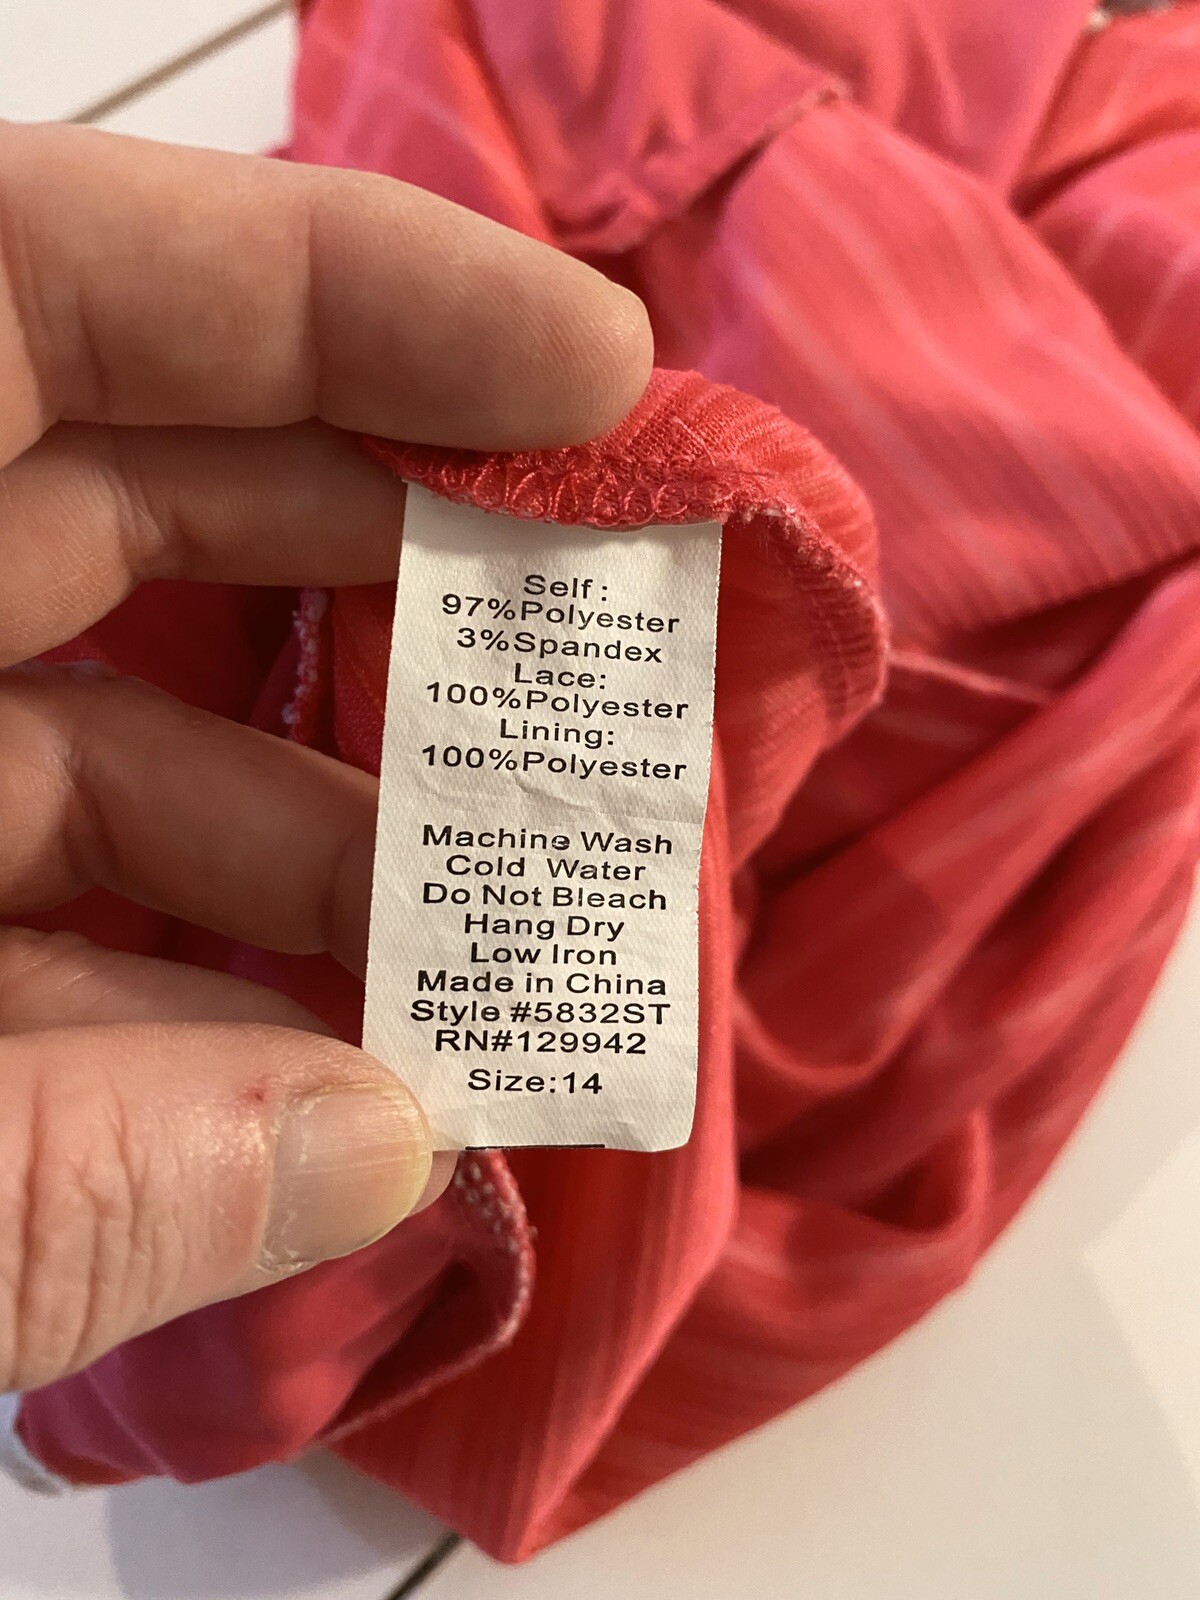 Self:
97%Polyester
3%Spandex
Lace:
100%Polyester
Lining:
100%Polyester
Machine Wash
Cold Water
Do Not Bleach
Hang Dry
Low Iron
Made in China
Style #5832ST
RN#129942
Size:14